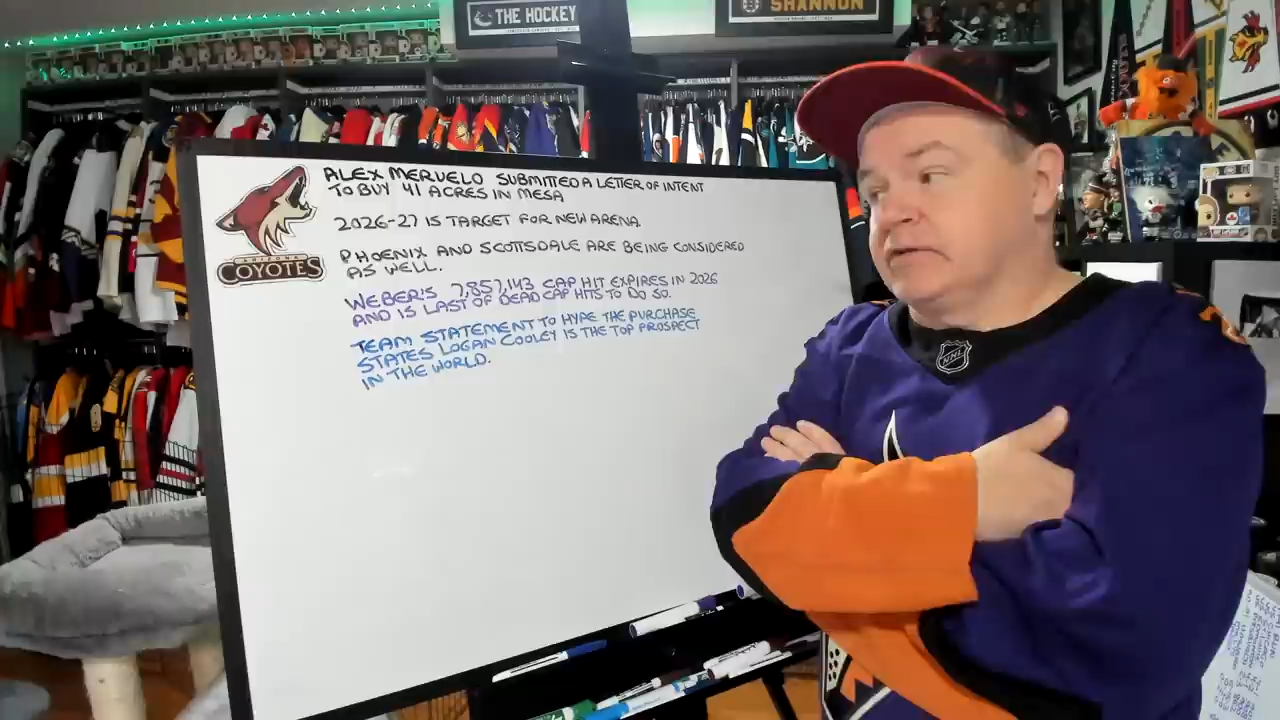 THE HOCKEY
SHANNON
ALEX MERUELO SUBMITTED A LETTER OF INTENT
TO BUY 41 ACRES IN MESA
2026-27 IS TARGET FOR NEW ARENA.
PHOENIX AND SCOTTSDALE ARE BEING CONSIDERED
AS WELL.
ARIZONA
COYOTES
WEBER'S 7,857,143 CAP HIT EXPIRES IN 2026
AND IS LAST OF DEAD CAP HITS TO DO SO.
TEAM STATEMENT TO HYPE THE PURCHASE
STATES LOGAN COOLEY IS THE TOP PROSPECT
IN THE WORLD.
NHL